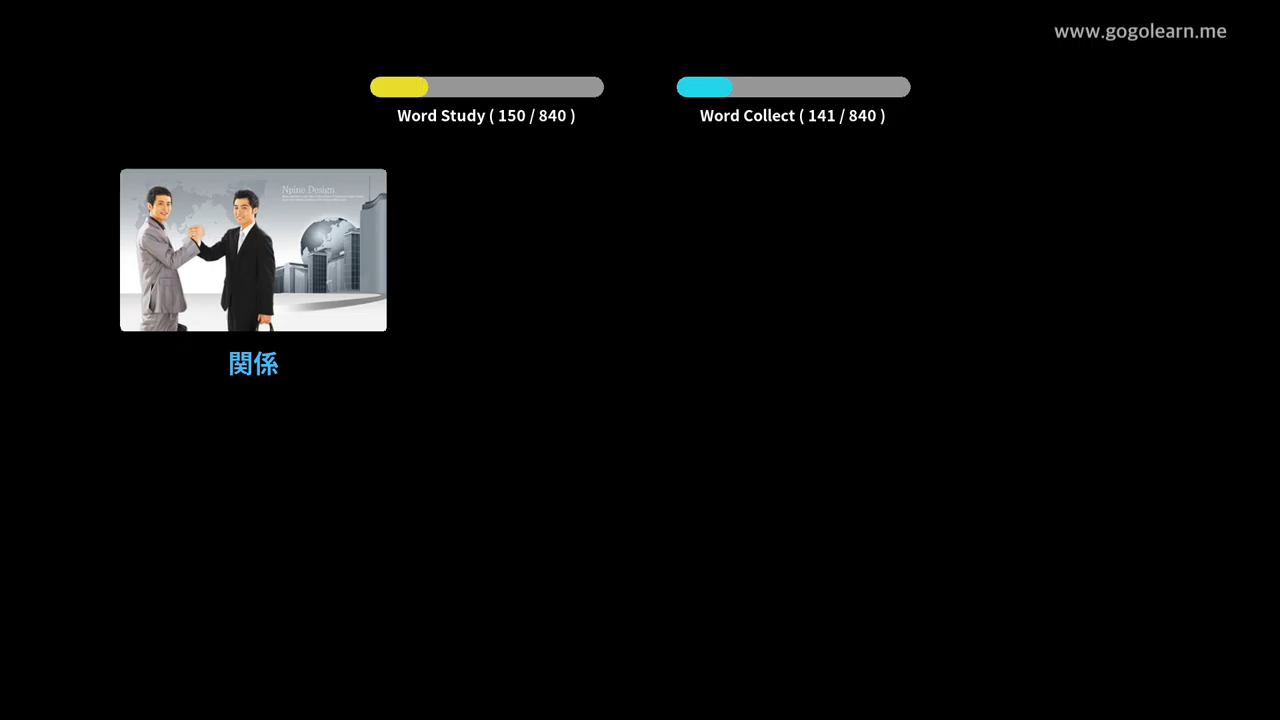 www.gogolearn.me
Word Study ( 150 / 840 )
Word Collect ( 141 / 840 )
Npine Design
関係